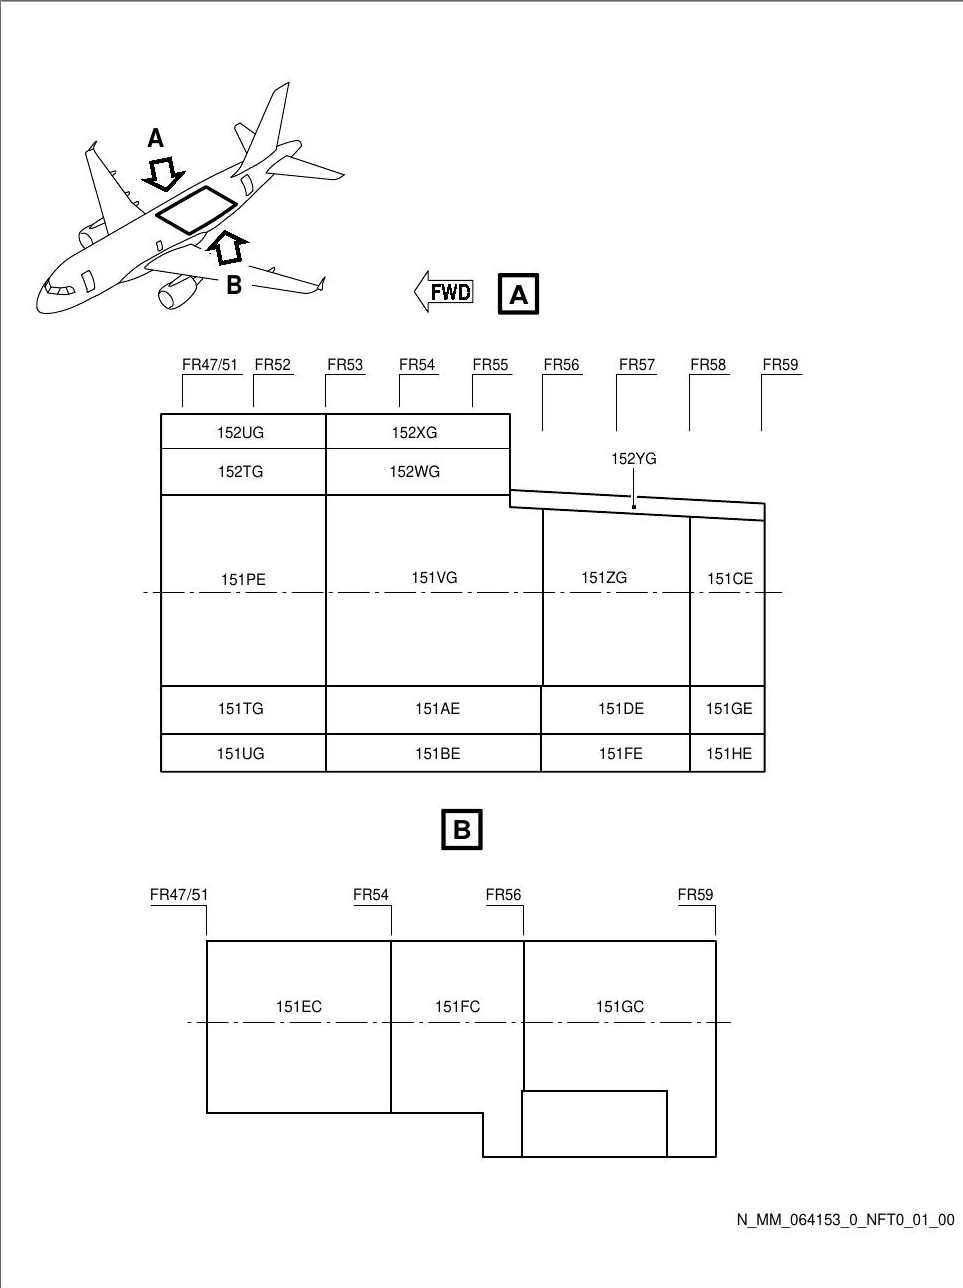 A
B
FWD
A
FR47/51 FR52 FR53 FR54 FR55 FR56 FR57 FR58 FR59
152UG 152XG
152YG
152TG 152WG
151PE 151VG 151ZG 151CE
151TG 151AE 151DE 151GE
151UG 151BE 151FE 151HE
B
FR47/51 FR54 FR56 FR59
151EC 151FC 151GC
N_MM_064153_0_NFT0_01_00